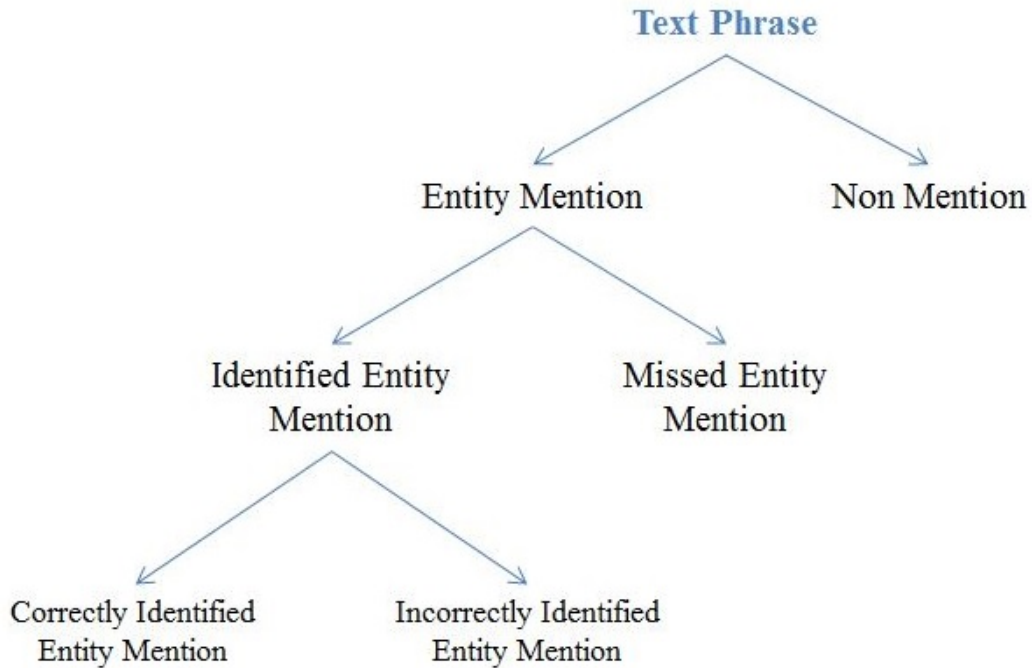 Text Phrase
Entity Mention
Non Mention
Identified Entity
Mention
Missed Entity
Mention
Correctly Identified
Entity Mention
Incorrectly Identified
Entity Mention